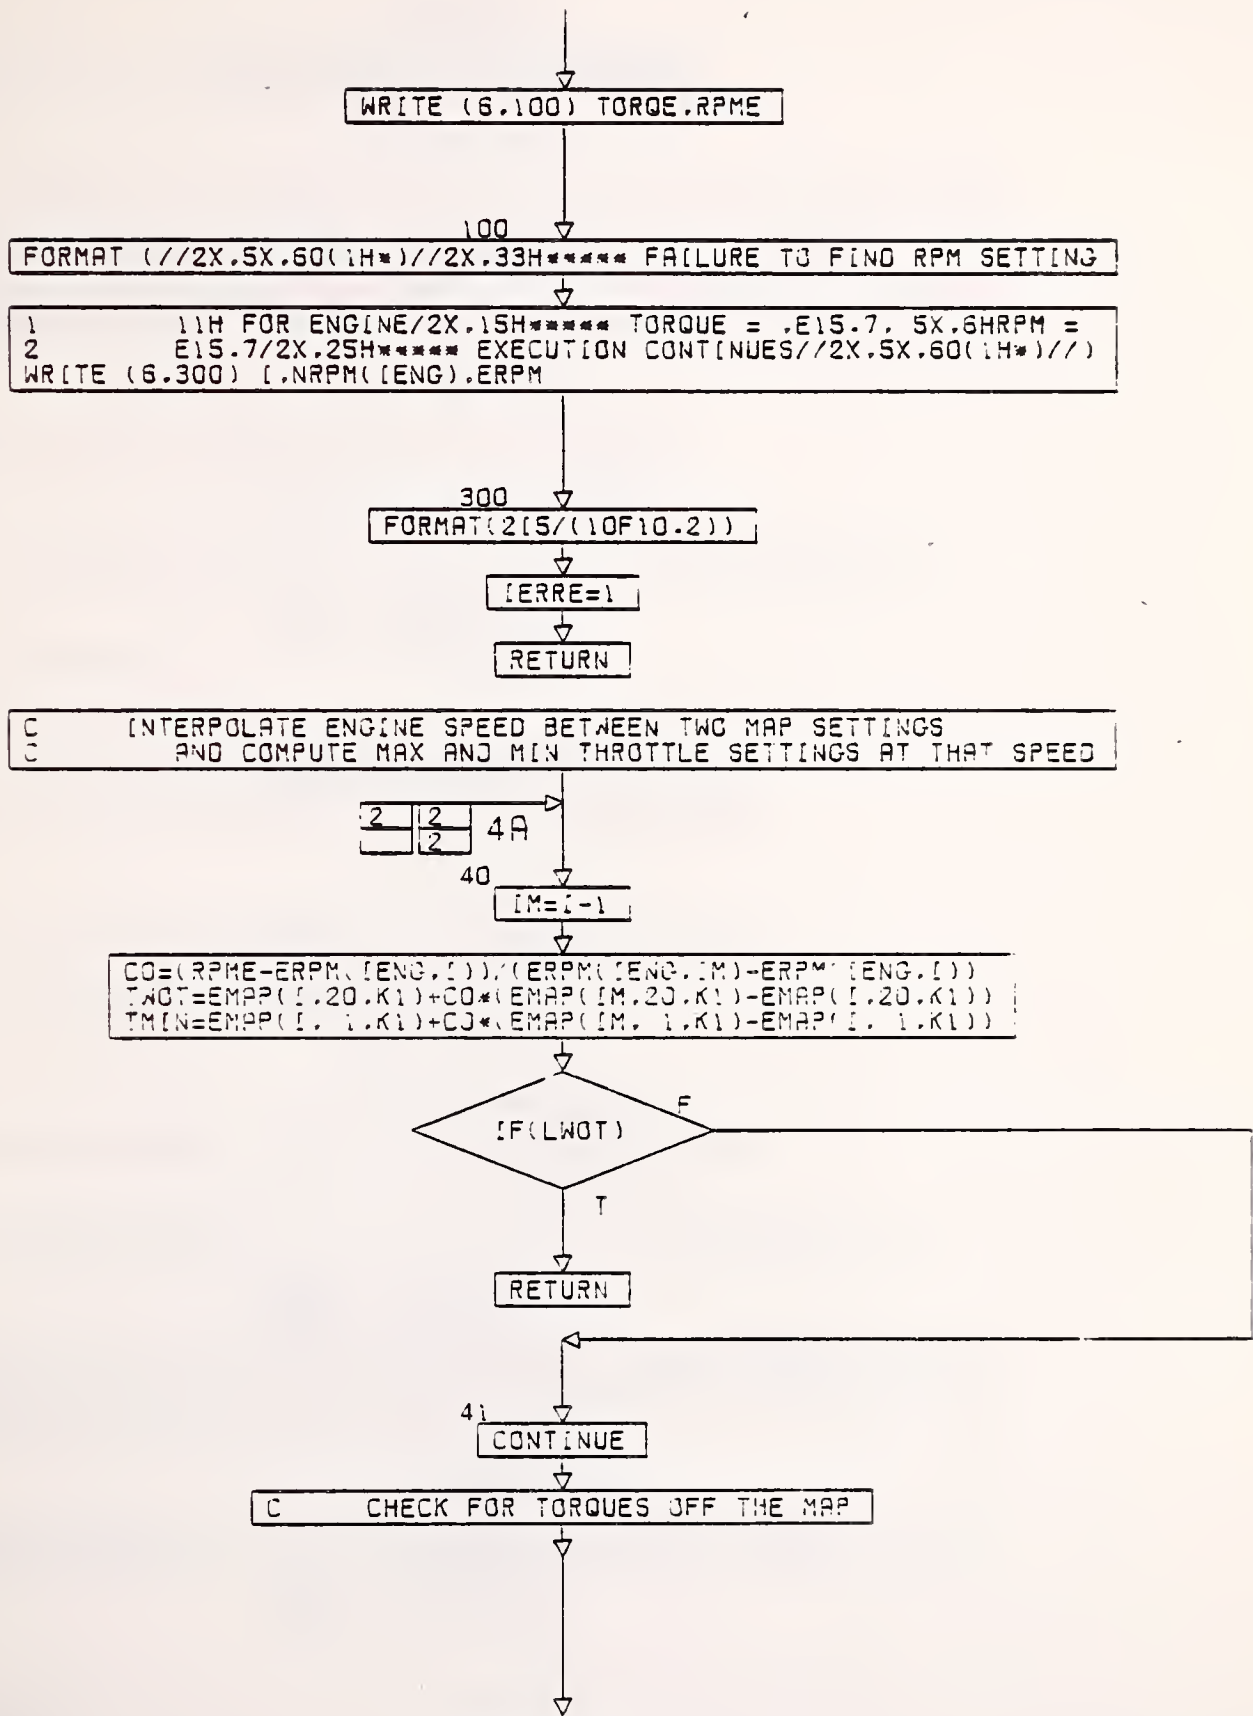 WRITE (6.100) TORQE.RPME
100
FORMAT (//2X.5X.60(1H*)//2X.33H***** FAILURE TO FIND RPM SETTING
1 11H FOR ENGINE/2X.15H***** TORQUE = .E15.7. 5X.6HRPM =
2 E15.7/2X.25H***** EXECUTION CONTINUES//2X.5X.60(1H*)//)
WRITE (6.300) I.NRPM(IENG).ERPM
300
FORMAT(2I5/(10F10.2))
IERRE=1
RETURN
C INTERPOLATE ENGINE SPEED BETWEEN TWO MAP SETTINGS
C AND COMPUTE MAX AND MIN THROTTLE SETTINGS AT THAT SPEED
2 2
2
4A
40
IM=I-1
CO=(RPME-ERPM(IENG.I))/(ERPM(IENG.IM)-ERPM(IENG.I))
TWOT=EMAP(I.20.K1)+CO*(EMAP(IM.20.K1)-EMAP(I.20.K1))
TMIN=EMAP(I. 1.K1)+CO*(EMAP(IM. 1.K1)-EMAP(I. 1.K1))
F
IF(LWOT)
T
RETURN
41
CONTINUE
C CHECK FOR TORQUES OFF THE MAP